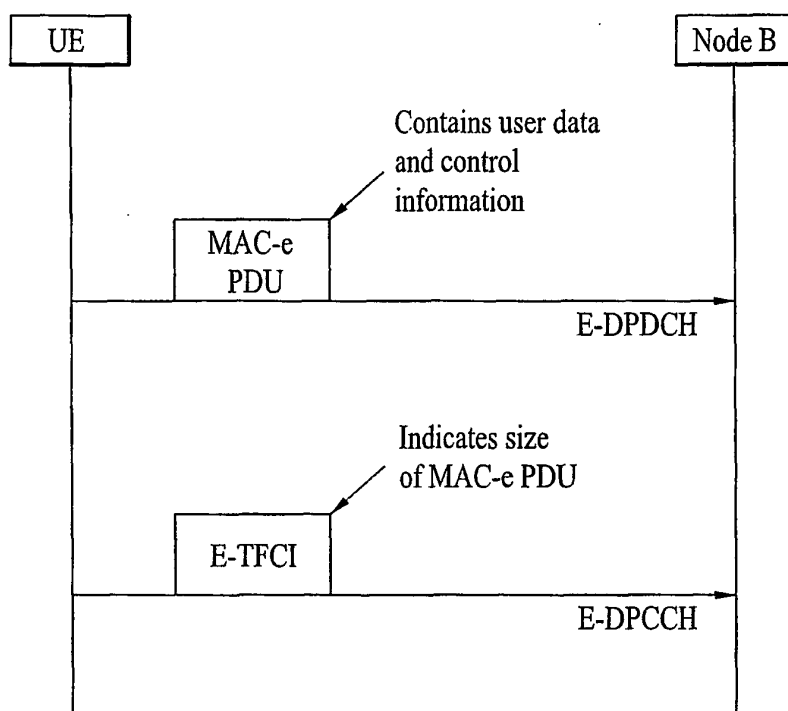 UE
Node B
Contains user data
and control
information
MAC-e
PDU
E-DPDCH
Indicates size
of MAC-e PDU
E-TFCI
E-DPCCH